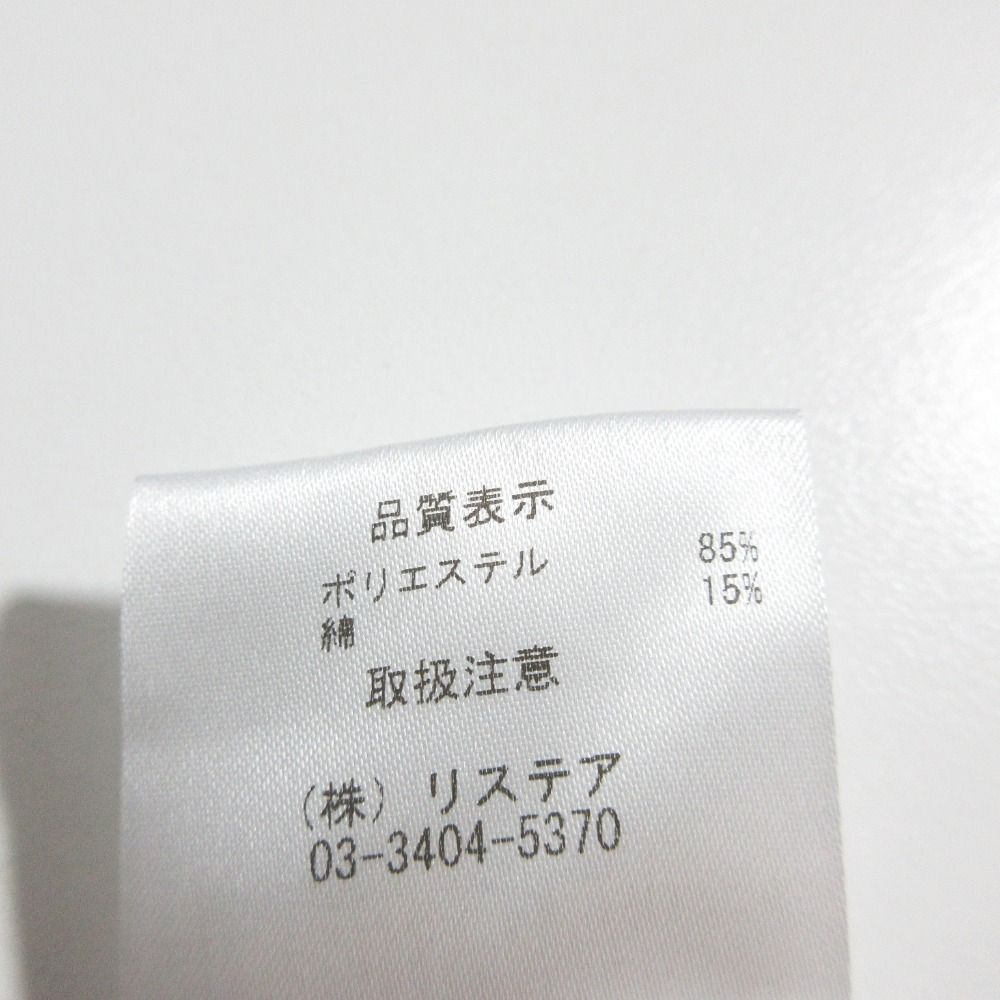 品質表示
ポリエステル 85%
綿 15%
取扱注意
(株) リステア
03-3404-5370